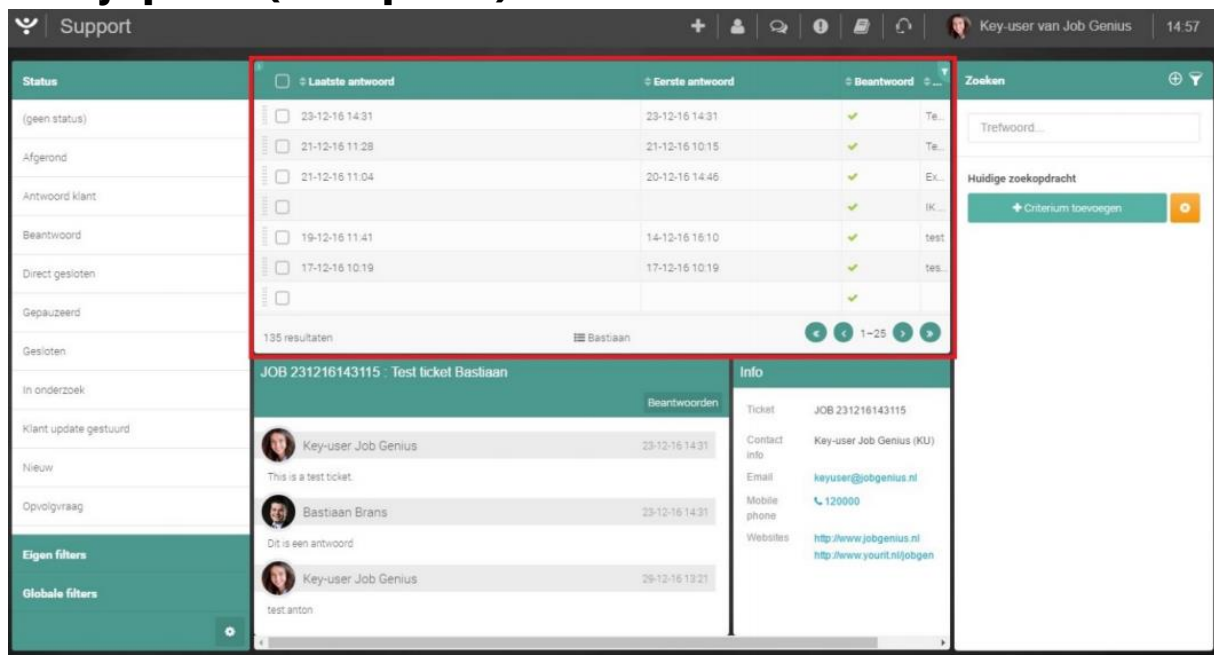 Support
Key-user van Job Genius
14:57
Status
(geen status)
Afgerond
Antwoord klant
Beantwoord
Direct gesloten
Gepauzeerd
Gesloten
In onderzoek
Klant update gestuurd
Nieuw
Opvolgvraag
Eigen filters
Globale filters
Laatste antwoord Eerste antwoord Beantwoord ...
23-12-16 14:31 23-12-16 14:31 Te...
21-12-16 11:28 21-12-16 10:15 Te...
21-12-16 11:04 20-12-16 14:46 Ex...
IK...
19-12-16 11:41 14-12-16 16:10 test
17-12-16 10:19 17-12-16 10:19 tes...
135 resultaten Bastiaan 1-25
JOB 231216143115 : Test ticket Bastiaan
Beantwoorden
Key-user Job Genius 23-12-16 14:31
This is a test ticket.
Bastiaan Brans 23-12-16 14:31
Dit is een antwoord
Key-user Job Genius 29-12-16 13:21
test anton
Info
Ticket JOB 231216143115
Contact info Key-user Job Genius (KU)
Email keyuser@jobgenius.nl
Mobile phone 120000
Websites http://www.jobgenius.nl
http://www.yourit.nl/jobgen
Zoeken
Trefwoord...
Huidige zoekopdracht
Criterium toevoegen